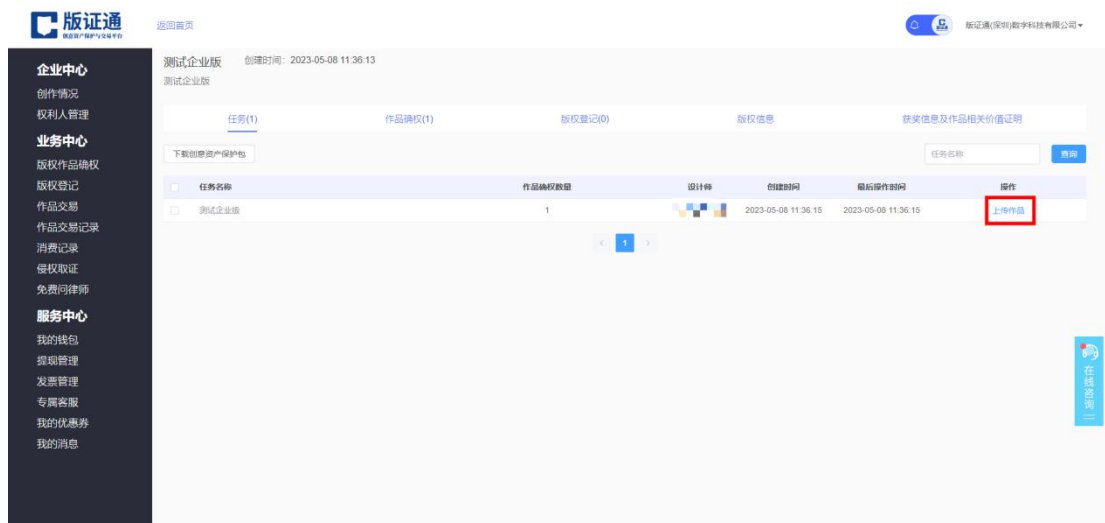 版证通
创意资产保护与交易平台
返回首页
版证通(深圳)数字科技有限公司
企业中心
创作情况
权利人管理
业务中心
版权作品确权
版权登记
作品交易
作品交易记录
消费记录
侵权取证
免费问律师
服务中心
我的钱包
提现管理
发票管理
专属客服
我的优惠券
我的消息
测试企业版 创建时间: 2023-05-08 11:36:13
测试企业版
任务(1) 作品确权(1) 版权登记(0) 版权信息 获奖信息及作品相关价值证明
下载创意资产保护包 任务名称 查询
任务名称 作品确权数量 设计师 创建时间 最后操作时间 操作
测试企业版 1 2023-05-08 11:36:15 2023-05-08 11:36:15 上传作品
< 1 >
在线咨询